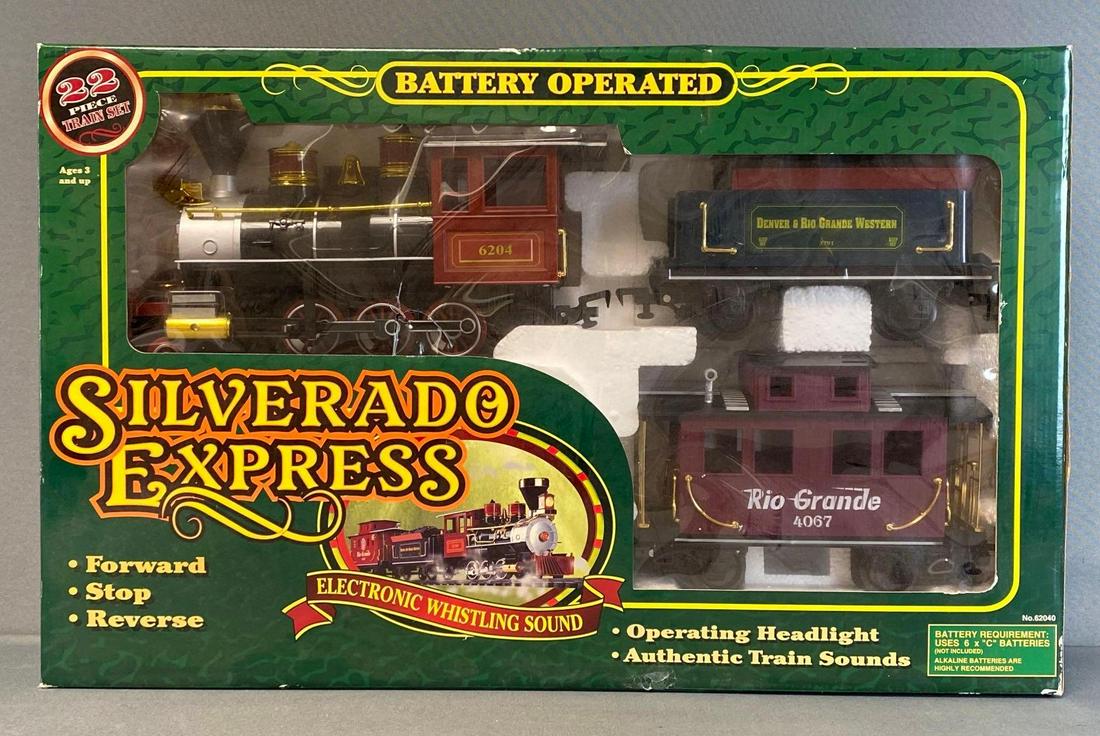 22
PIECE
TRAIN SET
BATTERY OPERATED
Ages 3
and up
6204
DENVER & RIO GRANDE WESTERN
SILVERADO
EXPRESS
Rio Grande
4067
• Forward
• Stop
• Reverse
ELECTRONIC WHISTLING SOUND
• Operating Headlight
• Authentic Train Sounds
No.62040
BATTERY REQUIREMENT:
USES 6 x "C" BATTERIES
(NOT INCLUDED)
ALKALINE BATTERIES ARE
HIGHLY RECOMMENDED